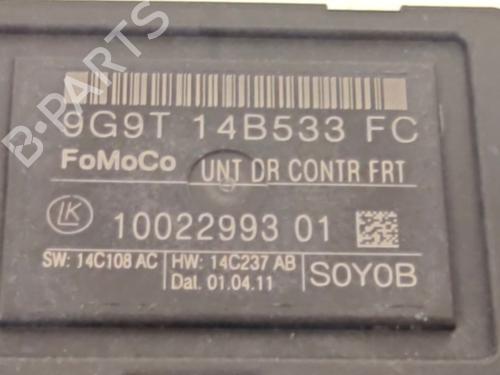 9G9T 14B533 FC
FoMoCo UNT DR CONTR FRT
LK 10022993 01
SW: 14C108 AC HW: 14C237 AB
Dat. 01.04.11
S0Y0B
B-PARTS